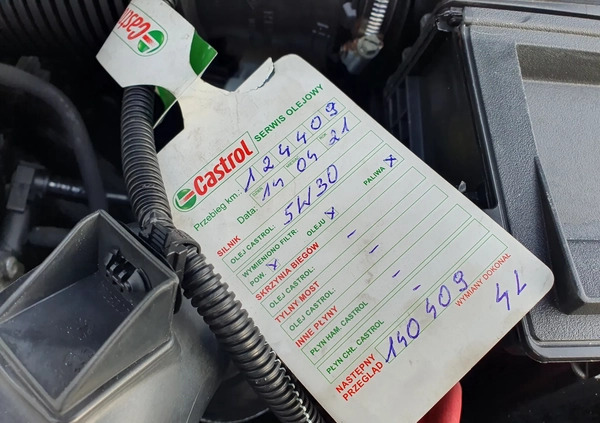 Castrol
Castrol SERWIS OLEJOWY
Przebieg km.: 124409
Data: 14 04 21
SILNIK
OLEJ CASTROL: 5W30
WYMIENIONO FILTR: OLEJU x PALIWA x
POW. x
SKRZYNIA BIEGÓW
OLEJ CASTROL: -
TYLNY MOST
OLEJ CASTROL: -
INNE PŁYNY
PŁYN HAM. CASTROL -
PŁYN CHŁ. CASTROL -
NASTĘPNY PRZEGLĄD 140409
WYMIANY DOKONAŁ
4L